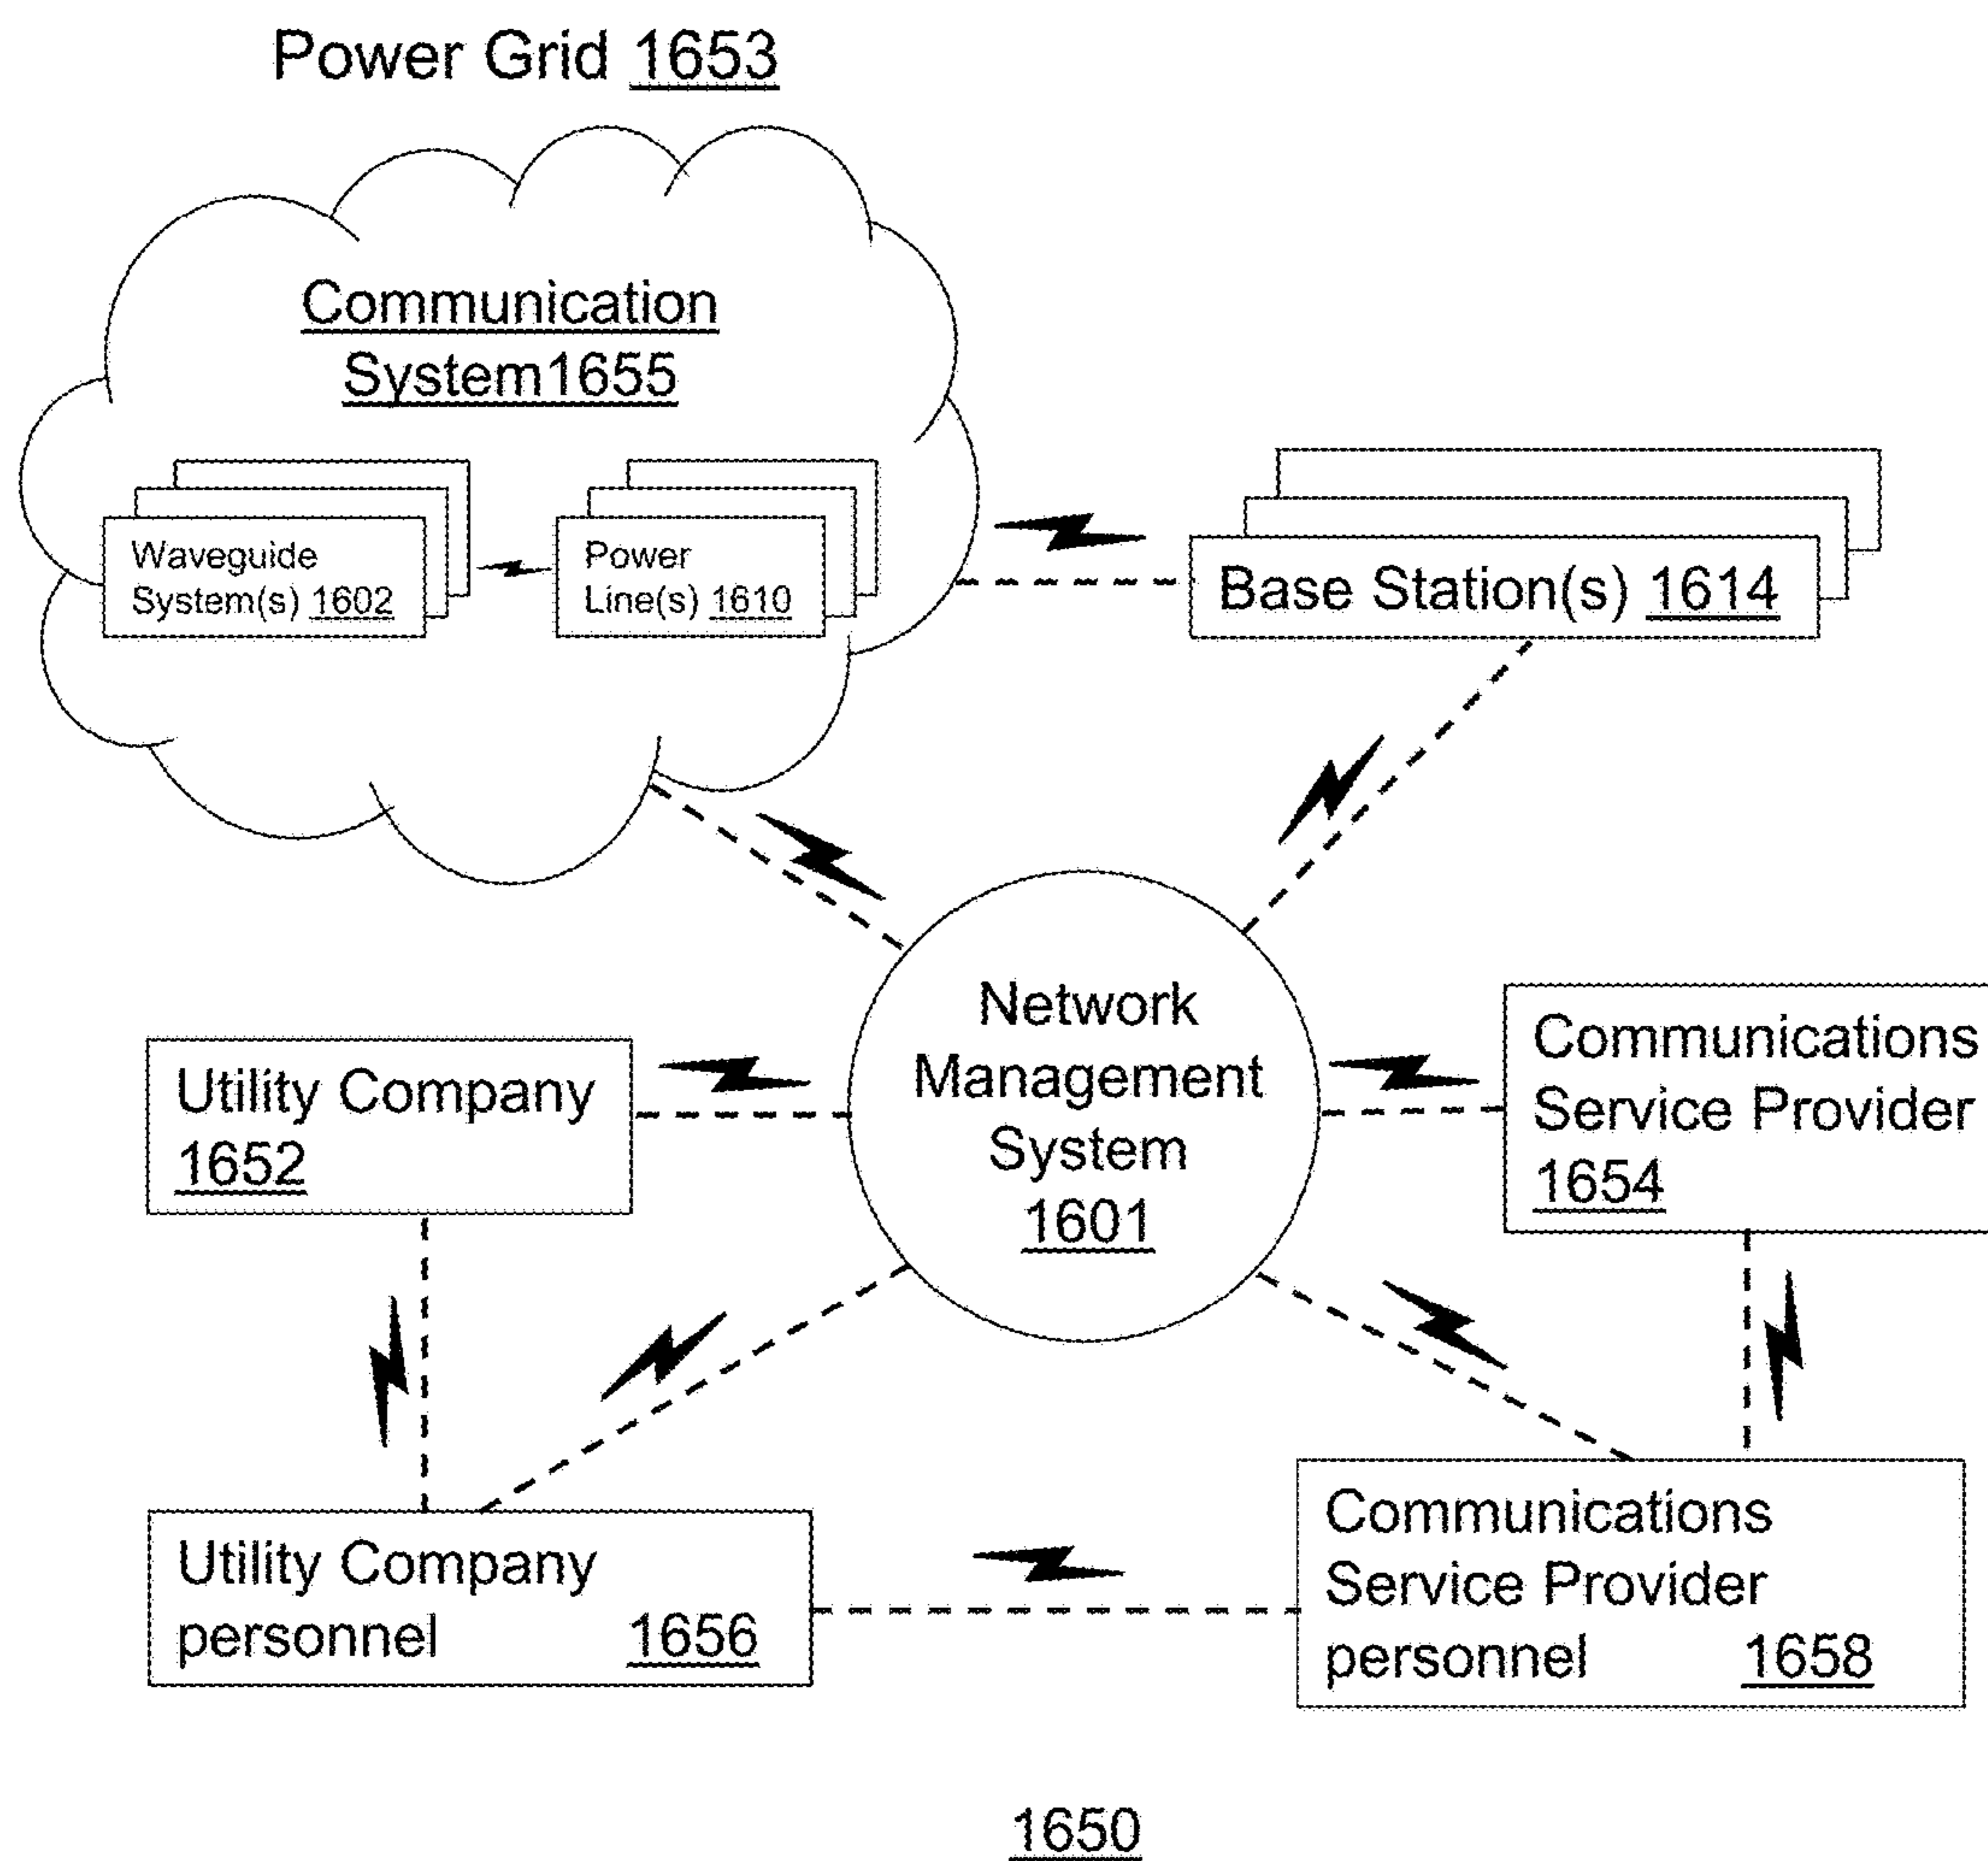 Power Grid 1653
Communication
System1655
Waveguide
System(s) 1602
Power
Line(s) 1610
Base Station(s) 1614
Network
Management
System
1601
Utility Company
1652
Communications
Service Provider
1654
Utility Company
personnel 1656
Communications
Service Provider
personnel 1658
1650